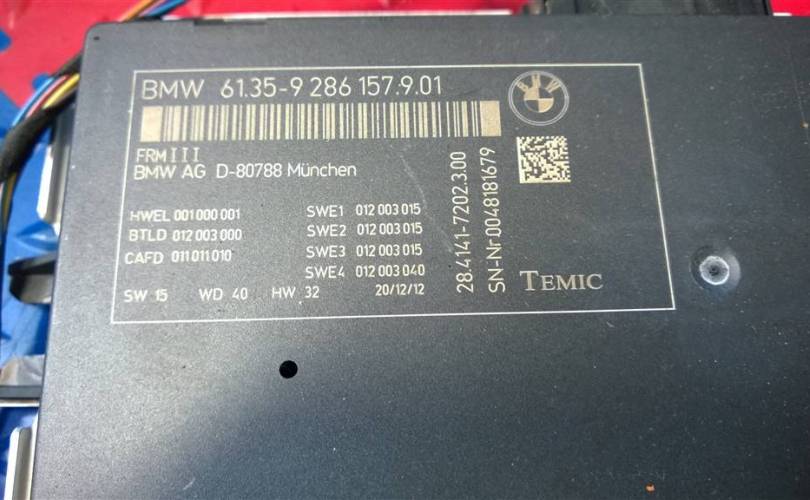 BMW 61.35-9 286 157.9.01
BMW
FRM III
BMW AG D-80788 München
HWEL 001 000 001
BTLD 012 003 000
CAFD 011 011 010
SWE1 012 003 015
SWE2 012 003 015
SWE3 012 003 015
SWE4 012 003 040
SW 15 WD 40 HW 32 20/12/12
28.4141-7202.3.00
SN-Nr 0048181679
TEMIC